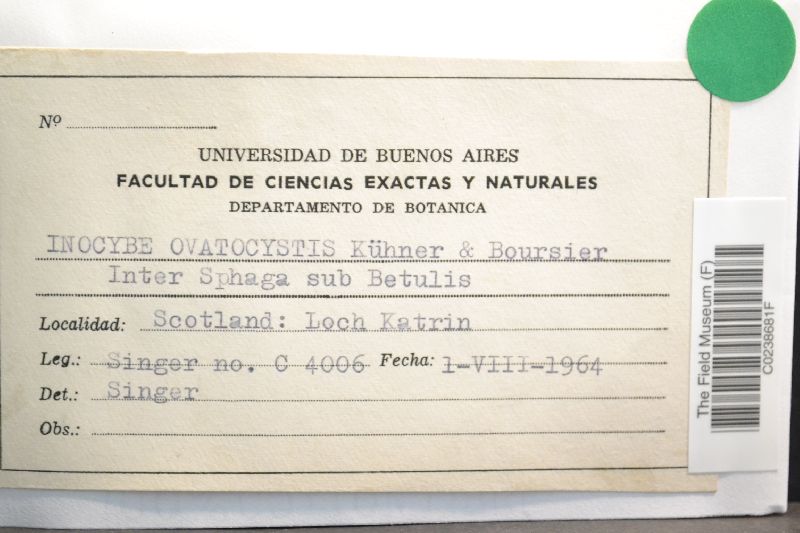 Nº
UNIVERSIDAD DE BUENOS AIRES
FACULTAD DE CIENCIAS EXACTAS Y NATURALES
DEPARTAMENTO DE BOTANICA
INOCYBE OVATOCYSTIS Kühner & Boursier
Inter Sphaga sub Betulis
Localidad: Scotland: Loch Katrin
Leg.: Singer no. C 4006 Fecha: 1-VIII-1964
Det.: Singer
Obs.:
The Field Museum (F)
C0238681F